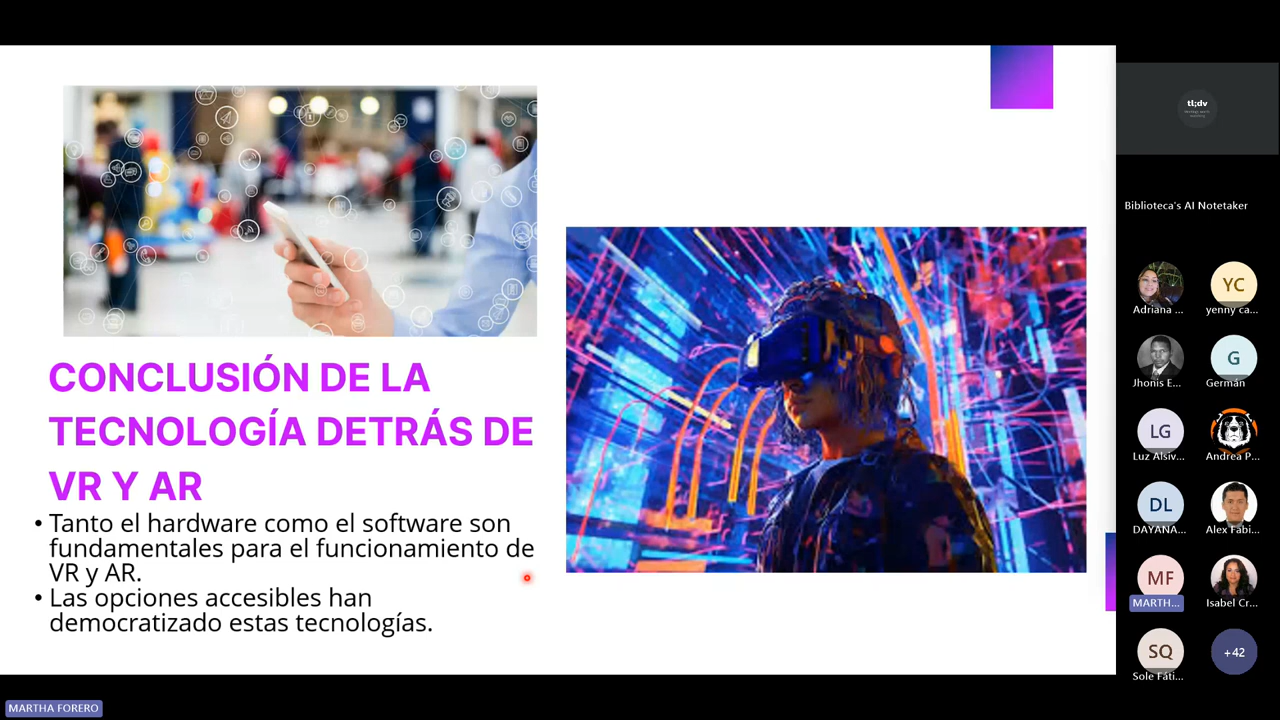 CONCLUSIÓN DE LA
TECNOLOGÍA DETRÁS DE
VR Y AR
• Tanto el hardware como el software son
fundamentales para el funcionamiento de
VR y AR.
• Las opciones accesibles han
democratizado estas tecnologías.
tl;dv
Biblioteca's AI Notetaker
Adriana ...
YC
yenny ca...
Jhonis E...
G
Germán
LG
Luz Alsiv...
Andrea P...
DL
DAYANA...
Alex Fabi...
MF
MARTH...
Isabel Cr...
SQ
Sole Fáti...
+42
MARTHA FORERO